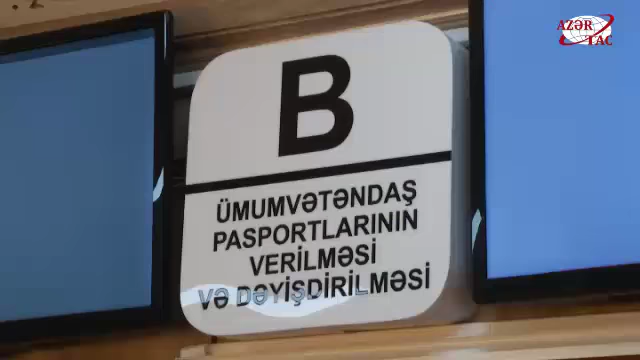 AZƏR
TAC
B
ÜMUMVƏTƏNDAŞ
PASPORTLARININ
VERİLMƏSİ
VƏ DƏYİŞDİRİLMƏSİ